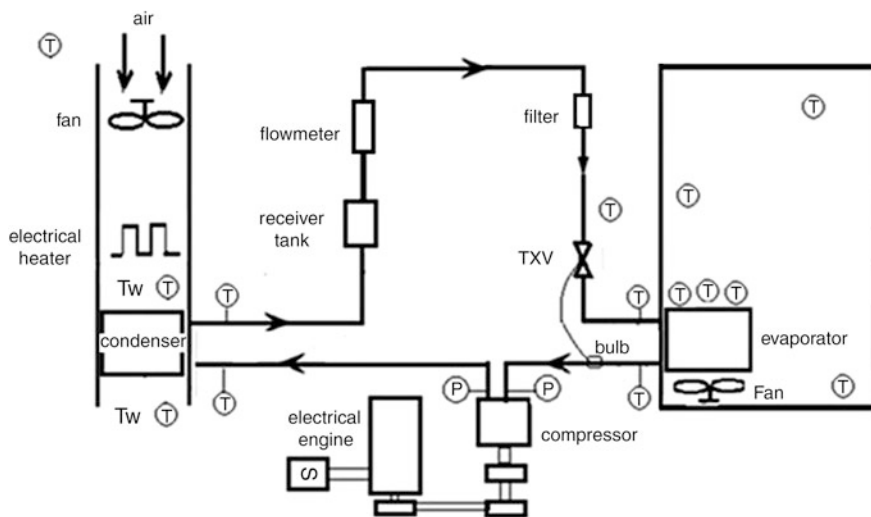 air
T
fan
flowmeter
filter
T
T
electrical
heater
receiver
tank
T
TXV
Tw T
T
T
T T T
condenser
evaporator
bulb
T
Tw T
T
P
P
Fan
T
electrical
engine
compressor
S